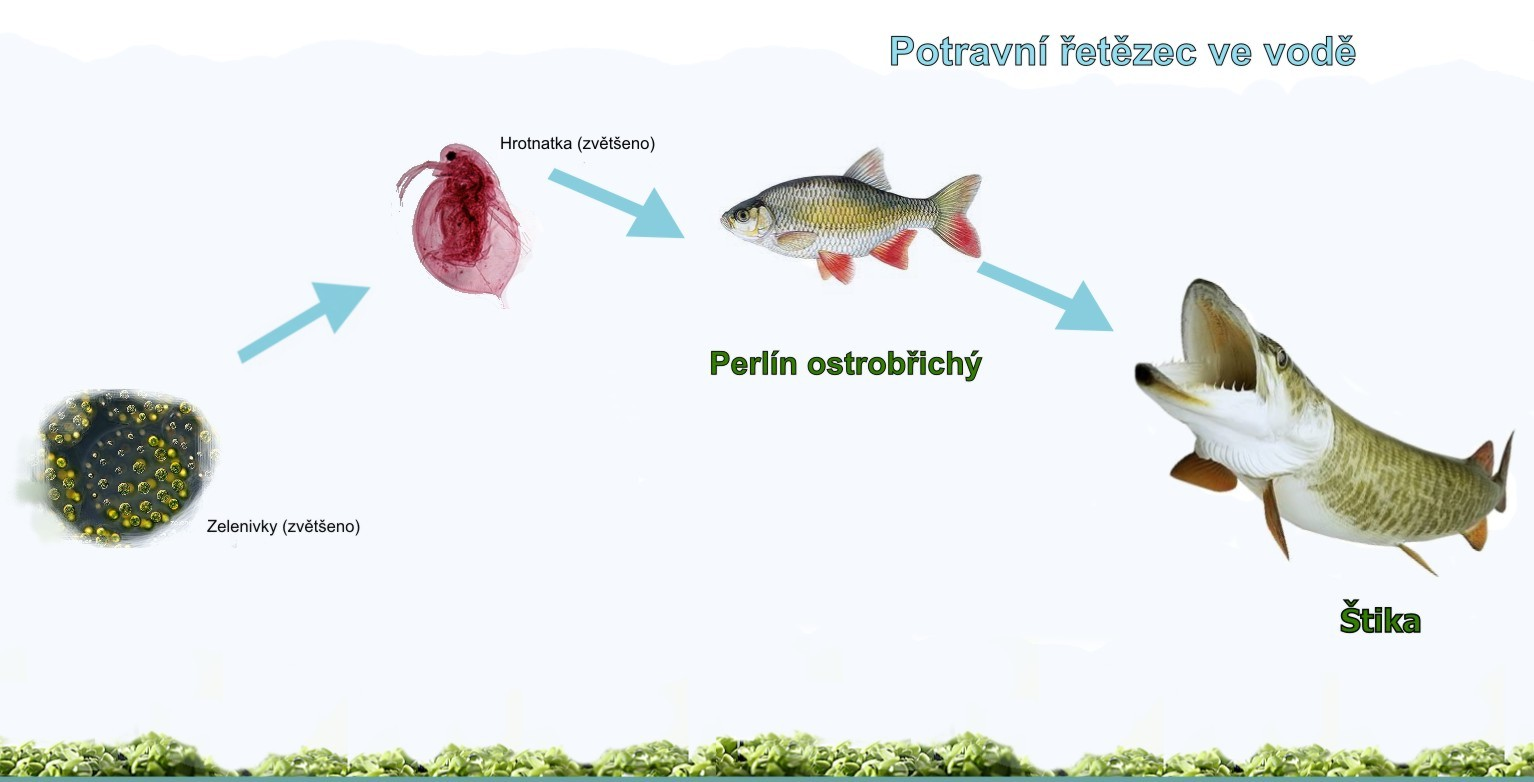 Potravní řetězec ve vodě
Hrotnatka (zvětšeno)
Perlín ostrobřichý
Zelenivky (zvětšeno)
Štika